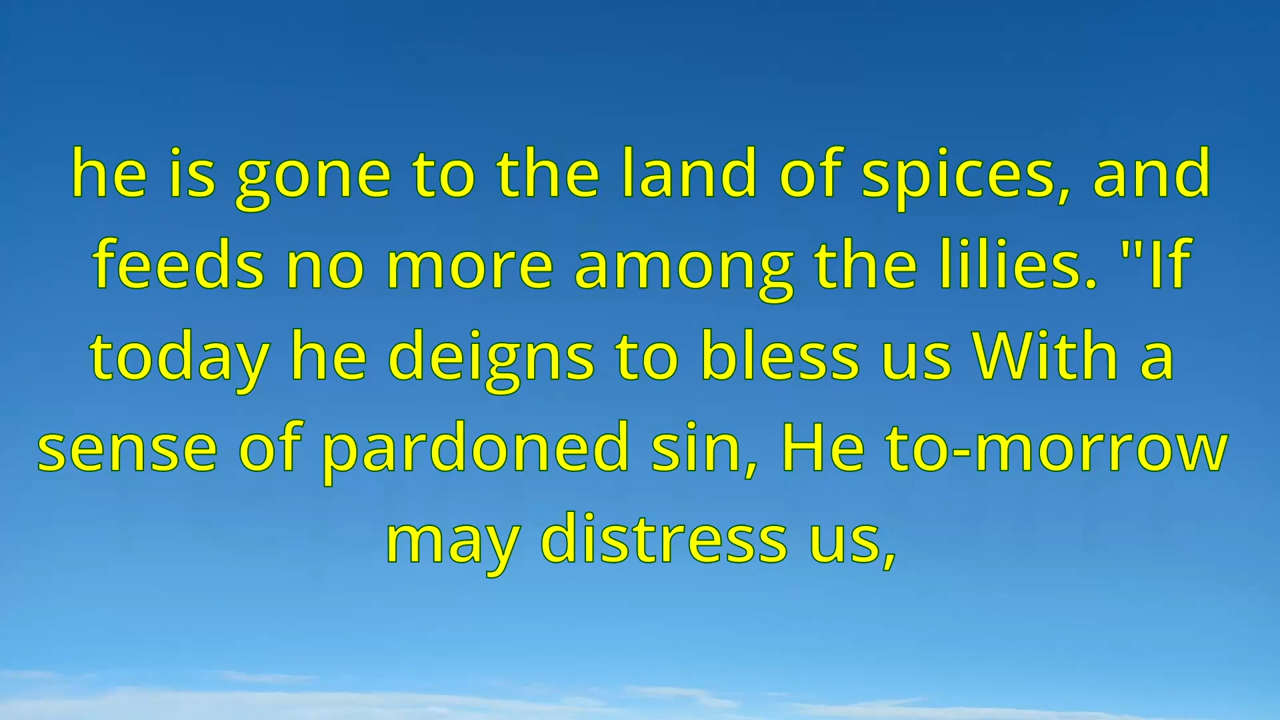 he is gone to the land of spices, and
feeds no more among the lilies. "If
today he deigns to bless us With a
sense of pardoned sin, He to-morrow
may distress us,